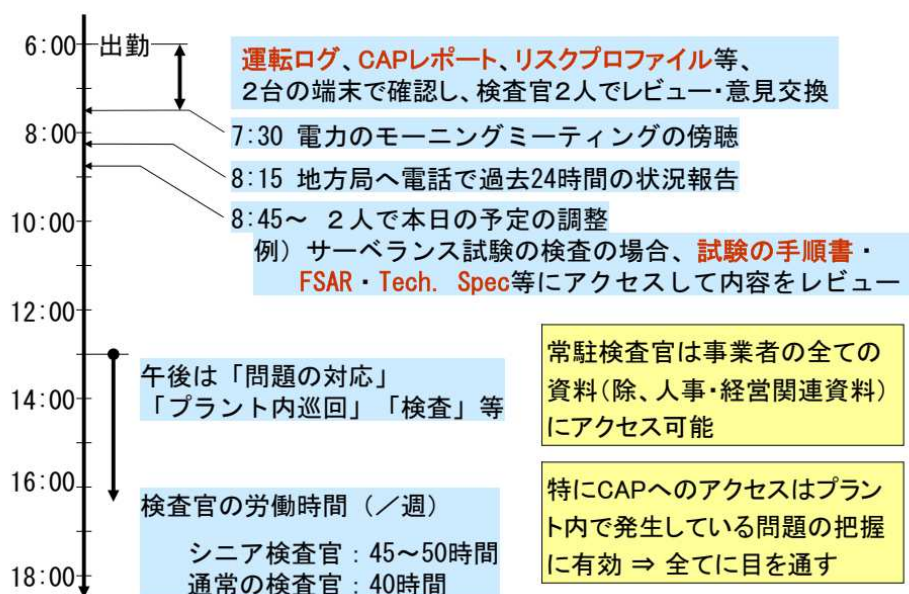 6:00
出勤
運転ログ、CAPレポート、リスクプロファイル等、
2台の端末で確認し、検査官2人でレビュー・意見交換
7:30 電力のモーニングミーティングの傍聴
8:00
8:15 地方局へ電話で過去24時間の状況報告
8:45～ 2人で本日の予定の調整
10:00
例）サーベランス試験の検査の場合、試験の手順書・
FSAR・Tech. Spec等にアクセスして内容をレビュー
12:00
午後は「問題の対応」
「プラント内巡回」「検査」等
14:00
常駐検査官は事業者の全ての
資料（除、人事・経営関連資料）
にアクセス可能
16:00
検査官の労働時間（／週）
シニア検査官：45～50時間
通常の検査官：40時間
18:00
特にCAPへのアクセスはプラン
ト内で発生している問題の把握
に有効 ⇒ 全てに目を通す